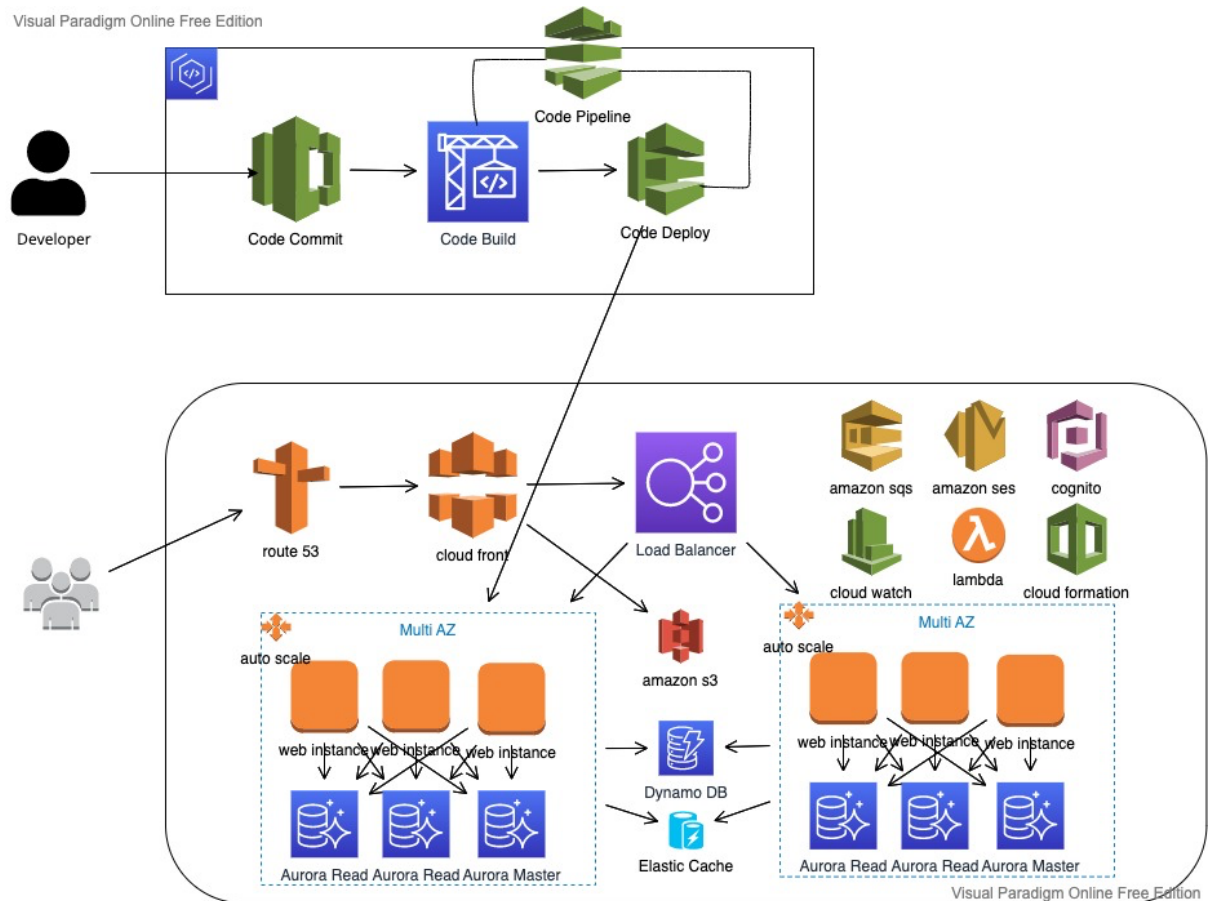 Visual Paradigm Online Free Edition
Code Pipeline
Developer
Code Commit
Code Build
Code Deploy
amazon sqs
amazon ses
cognito
route 53
cloud front
Load Balancer
cloud watch
lambda
cloud formation
Multi AZ
auto scale
Multi AZ
auto scale
amazon s3
web instance
web instance
web instance
web instance
web instance
web instance
Dynamo DB
Elastic Cache
Aurora Read
Aurora Read
Aurora Master
Aurora Read
Aurora Read
Aurora Master
Visual Paradigm Online Free Edition